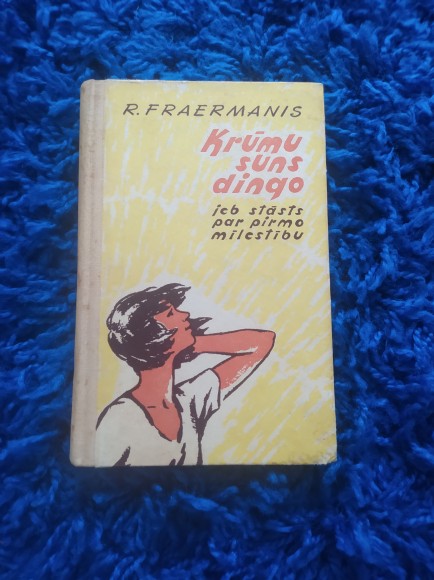 R. FRAERMANIS
Krūmu
suns
dingo
jeb stāsts
par pirmo
mīlestību